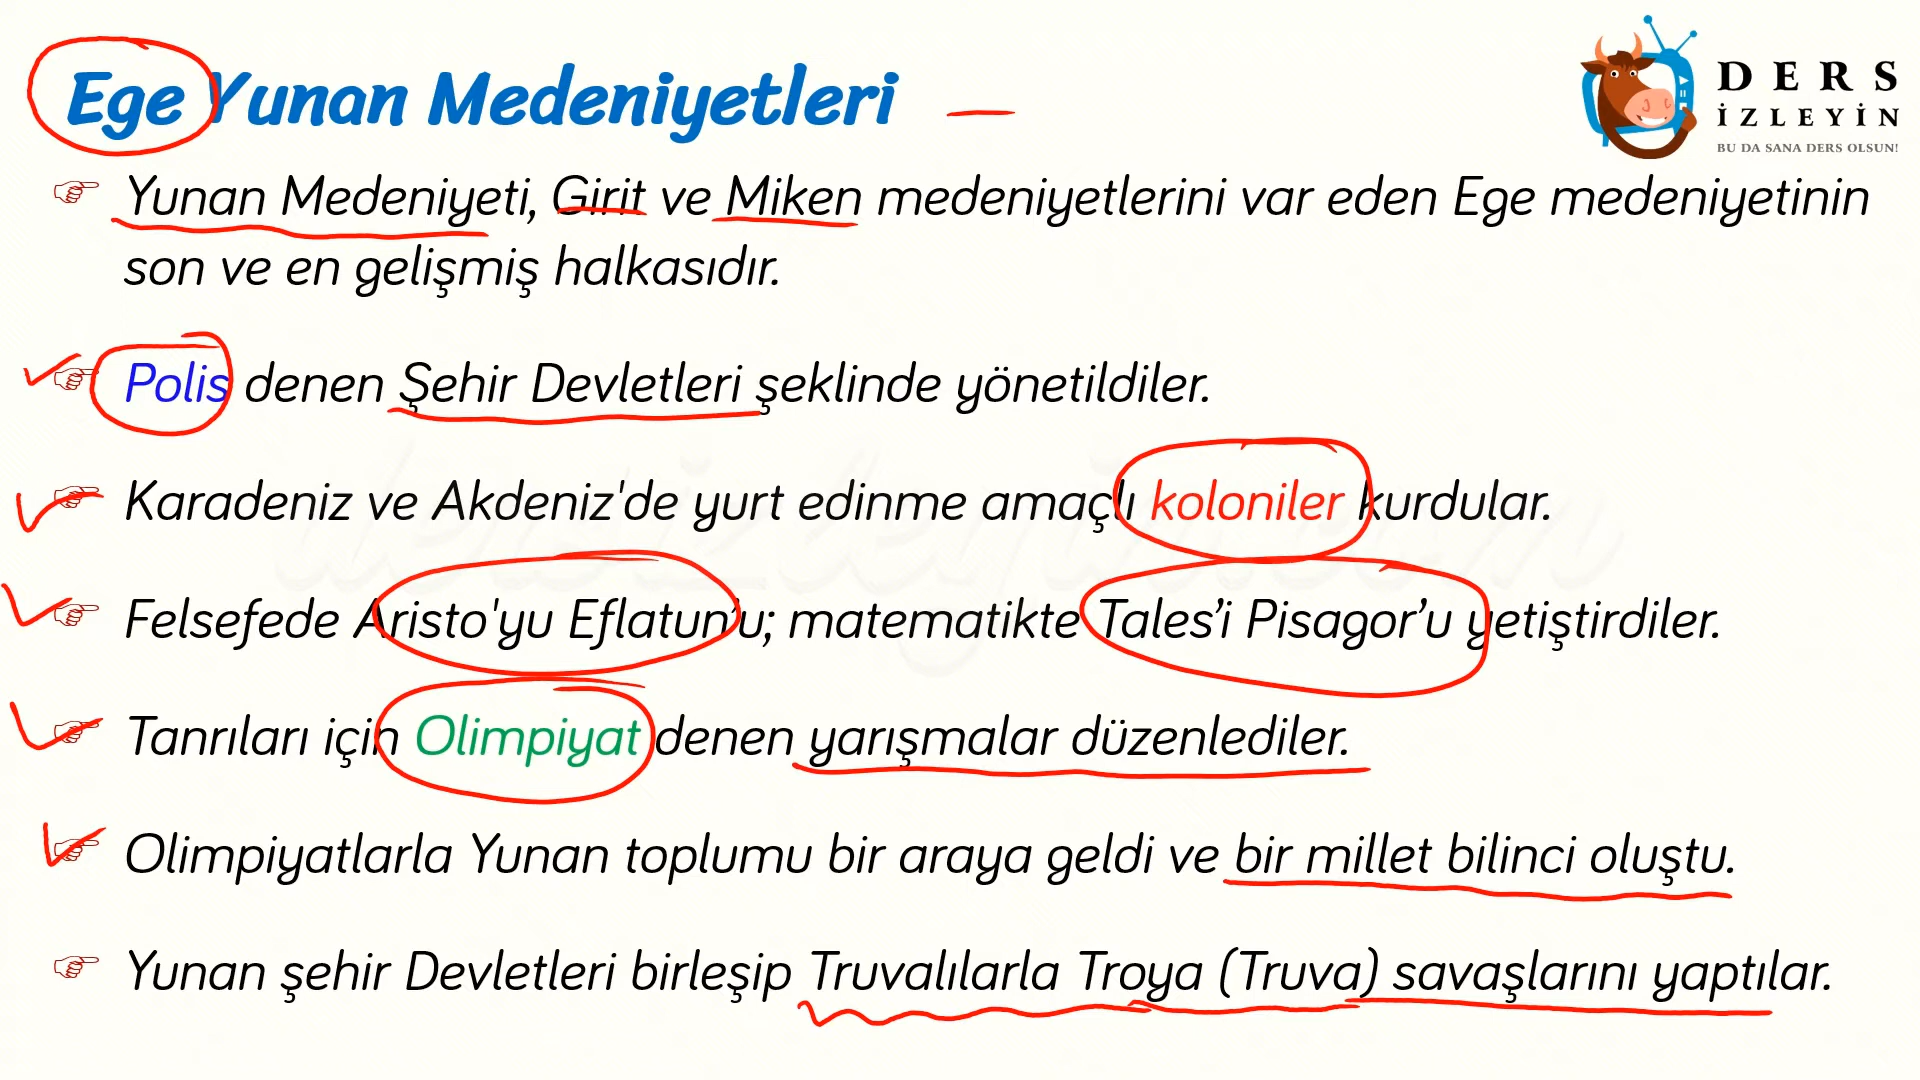 Ege Yunan Medeniyetleri
DERS
İZLEYİN
BU DA SANA DERS OLSUN!
Yunan Medeniyeti, Girit ve Miken medeniyetlerini var eden Ege medeniyetinin
son ve en gelişmiş halkasıdır.
Polis denen Şehir Devletleri şeklinde yönetildiler.
Karadeniz ve Akdeniz'de yurt edinme amaçlı koloniler kurdular.
Felsefede Aristo'yu Eflatun’u; matematikte Tales’i Pisagor’u yetiştirdiler.
Tanrıları için Olimpiyat denen yarışmalar düzenlediler.
Olimpiyatlarla Yunan toplumu bir araya geldi ve bir millet bilinci oluştu.
Yunan şehir Devletleri birleşip Truvalılarla Troya (Truva) savaşlarını yaptılar.